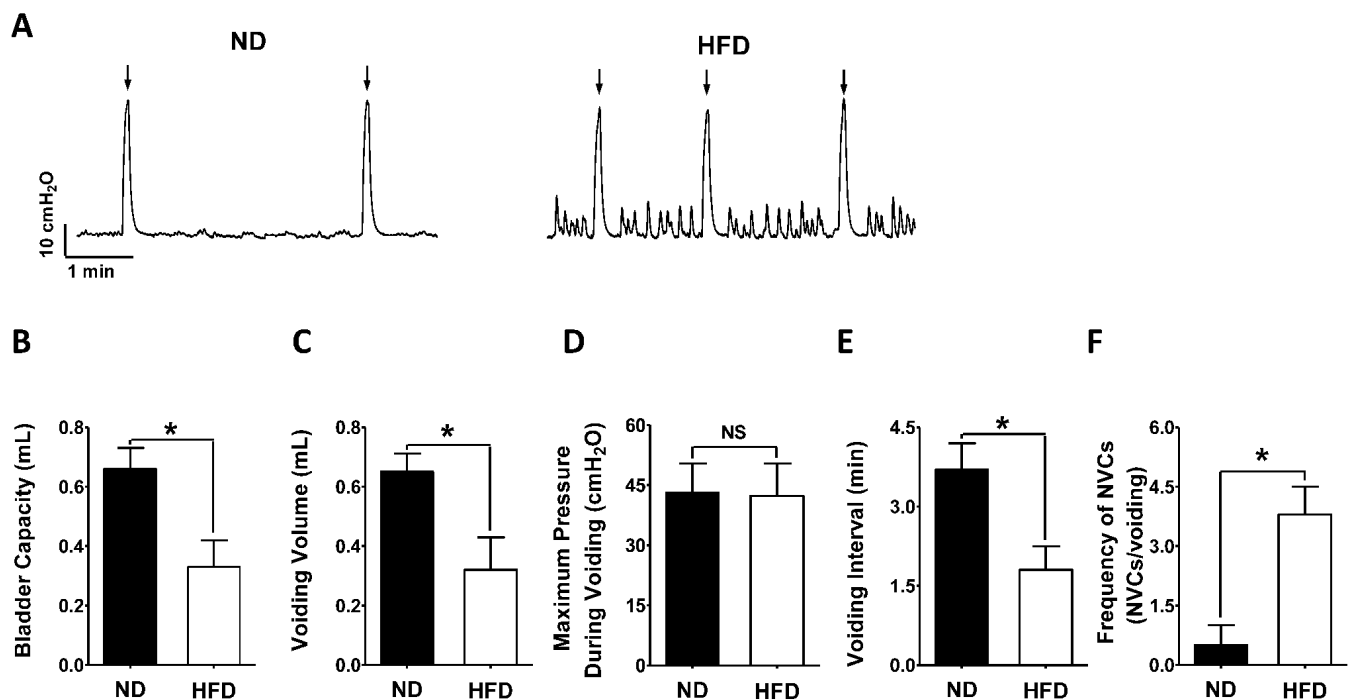 A
ND
HFD
10 cmH₂O
1 min
B
C
D
E
F
Bladder Capacity (mL)
0.8
0.6
0.4
0.2
0.0
*
ND
HFD
Voiding Volume (mL)
0.8
0.6
0.4
0.2
0.0
*
ND
HFD
Maximum Pressure
During Voiding (cmH₂O)
60
45
30
15
0
NS
ND
HFD
Voiding Interval (min)
4.5
3.0
1.5
0.0
*
ND
HFD
Frequency of NVCs
(NVCs/voiding)
6.0
4.5
3.0
1.5
0.0
*
ND
HFD